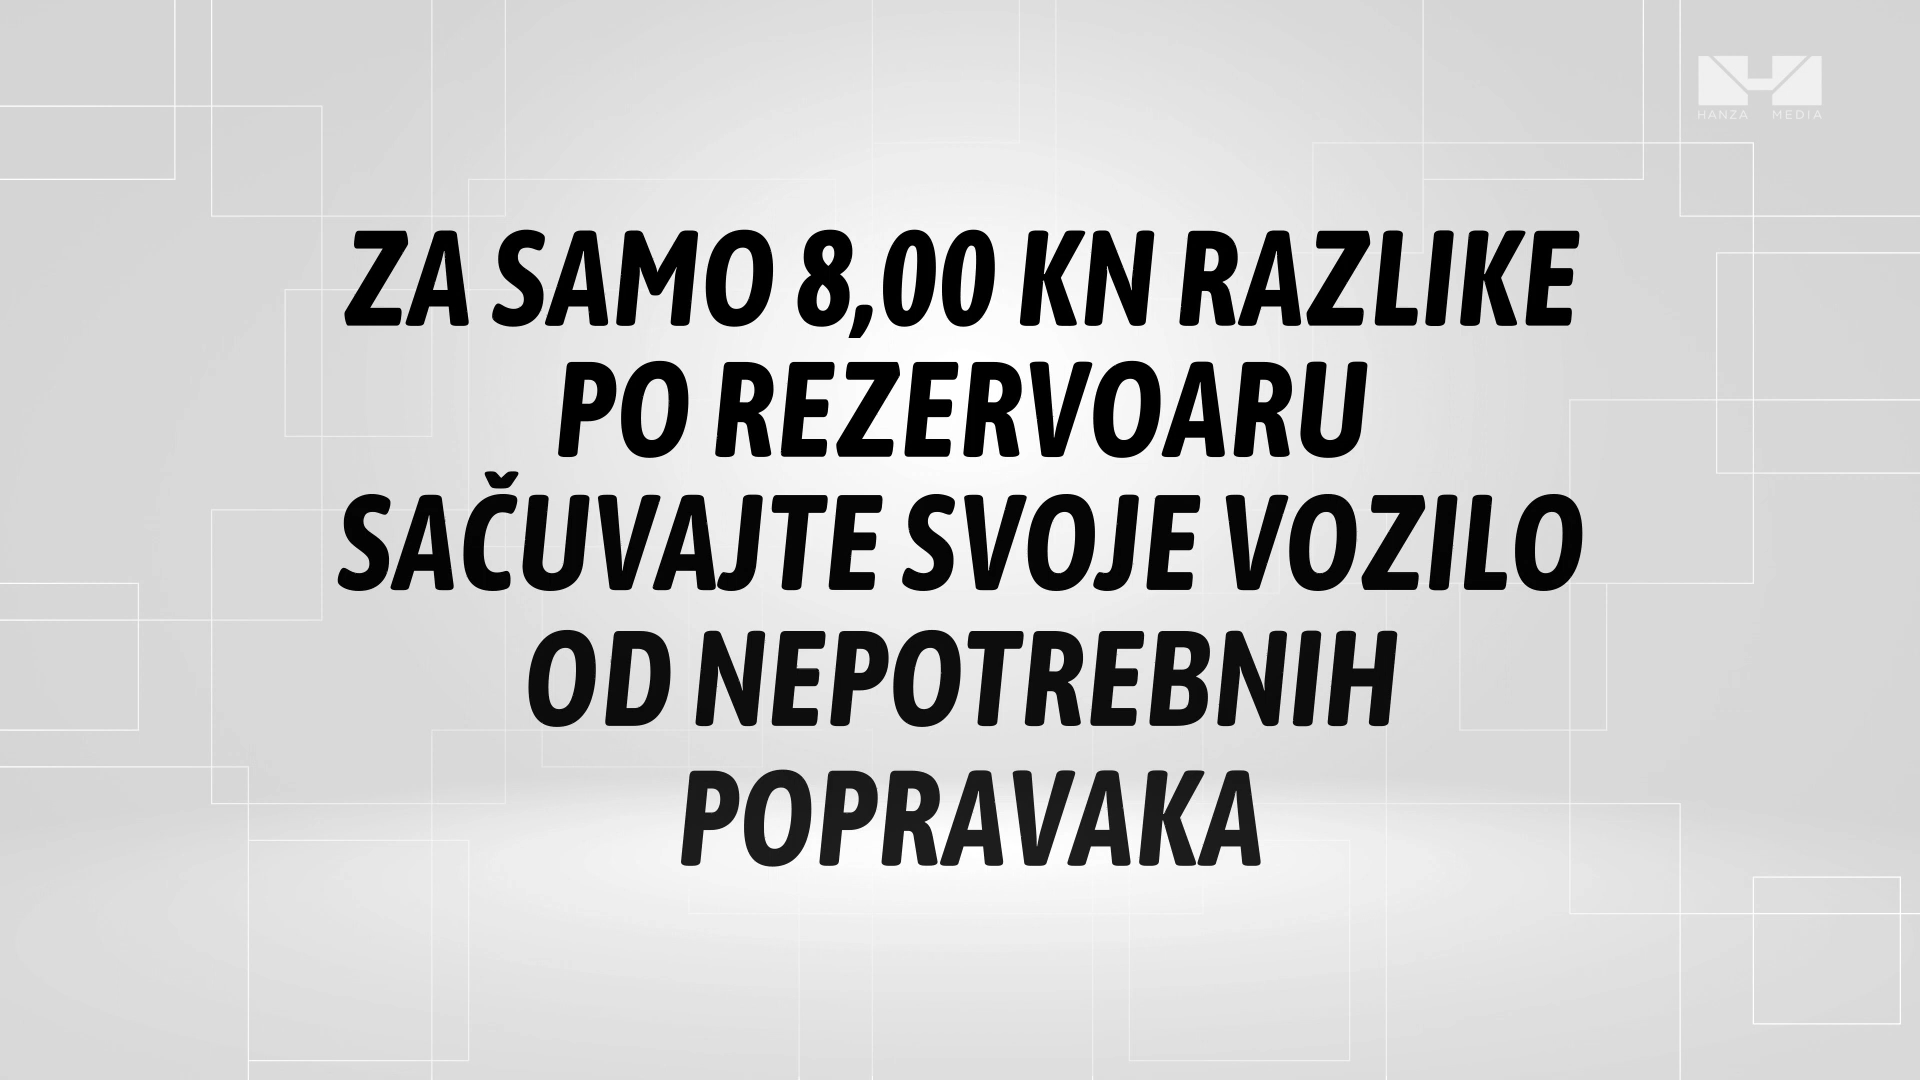 HANZA MEDIA
ZA SAMO 8,00 KN RAZLIKE
PO REZERVOARU
SAČUVAJTE SVOJE VOZILO
OD NEPOTREBNIH
POPRAVAKA